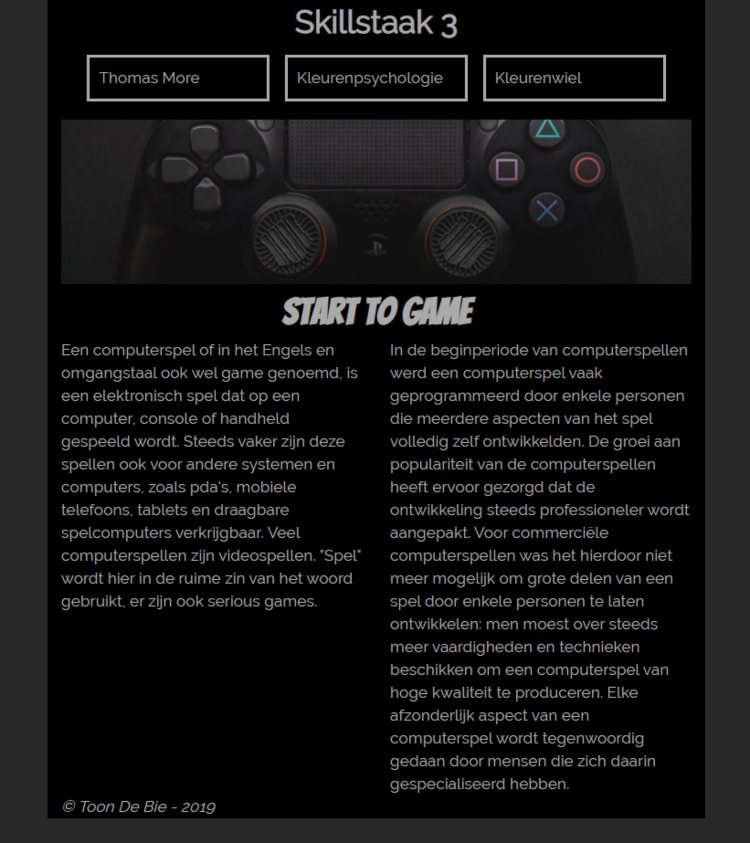 Skillstaak 3
Thomas More
Kleurenpsychologie
Kleurenwiel
START TO GAME
Een computerspel of in het Engels en
omgangstaal ook wel game genoemd, is
een elektronisch spel dat op een
computer, console of handheld
gespeeld wordt. Steeds vaker zijn deze
spellen ook voor andere systemen en
computers, zoals pda's, mobiele
telefoons, tablets en draagbare
spelcomputers verkrijgbaar. Veel
computerspellen zijn videospellen. "Spel"
wordt hier in de ruime zin van het woord
gebruikt, er zijn ook serious games.
In de beginperiode van computerspellen
werd een computerspel vaak
geprogrammeerd door enkele personen
die meerdere aspecten van het spel
volledig zelf ontwikkelden. De groei aan
populariteit van de computerspellen
heeft ervoor gezorgd dat de
ontwikkeling steeds professioneler wordt
aangepakt. Voor commerciële
computerspellen was het hierdoor niet
meer mogelijk om grote delen van een
spel door enkele personen te laten
ontwikkelen: men moest over steeds
meer vaardigheden en technieken
beschikken om een computerspel van
hoge kwaliteit te produceren. Elke
afzonderlijk aspect van een
computerspel wordt tegenwoordig
gedaan door mensen die zich daarin
gespecialiseerd hebben.
© Toon De Bie - 2019